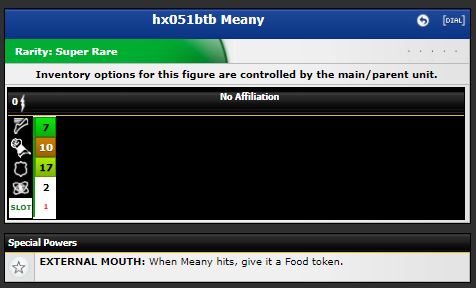 hx051btb Meany
[DIAL]
Rarity: Super Rare
Inventory options for this figure are controlled by the main/parent unit.
0
No Affiliation
7
10
17
2
SLOT 1
Special Powers
EXTERNAL MOUTH: When Meany hits, give it a Food token.